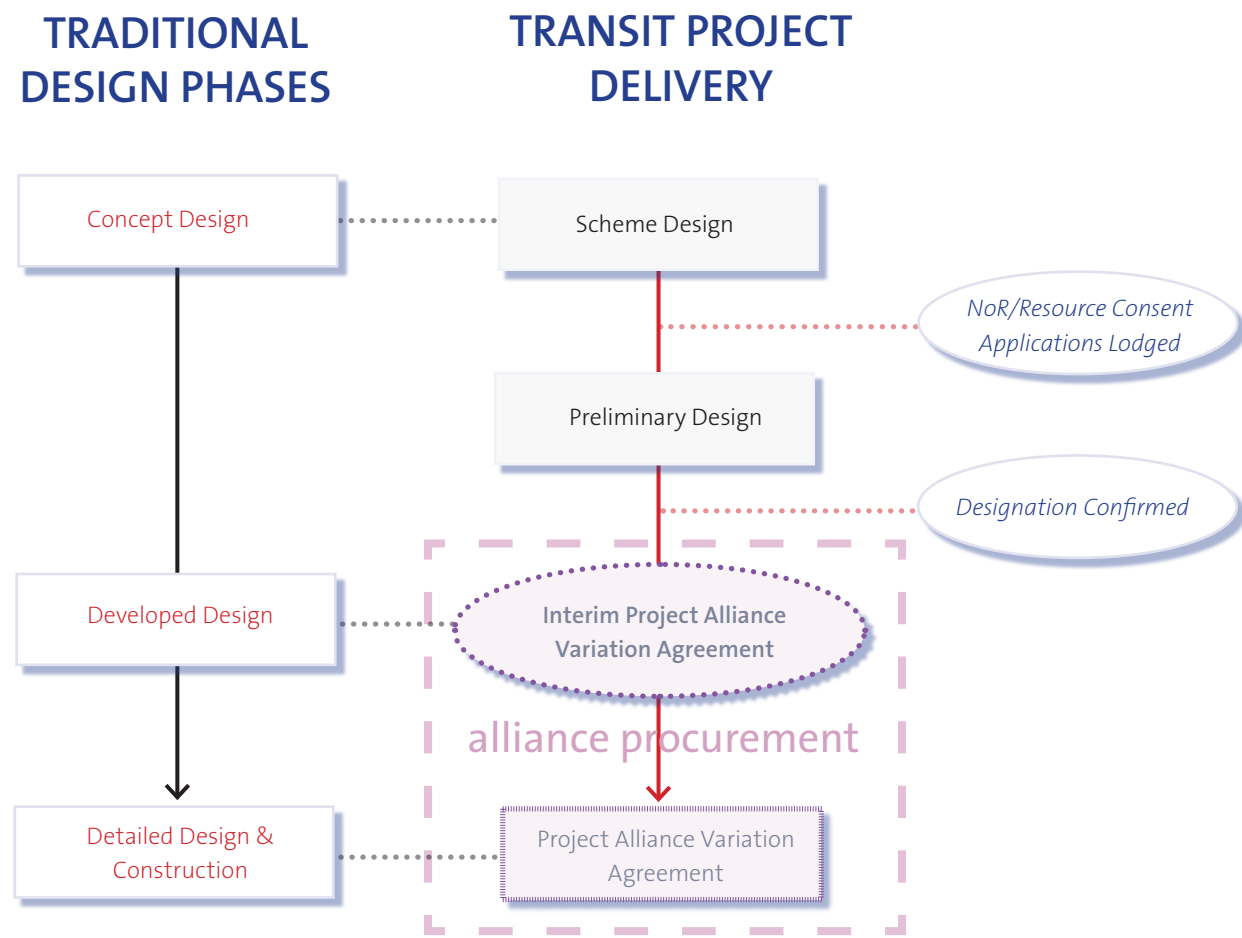 TRADITIONAL
DESIGN PHASES
TRANSIT PROJECT
DELIVERY
Concept Design
Scheme Design
NoR/Resource Consent
Applications Lodged
Preliminary Design
Designation Confirmed
Developed Design
Interim Project Alliance
Variation Agreement
alliance procurement
Detailed Design &
Construction
Project Alliance Variation
Agreement